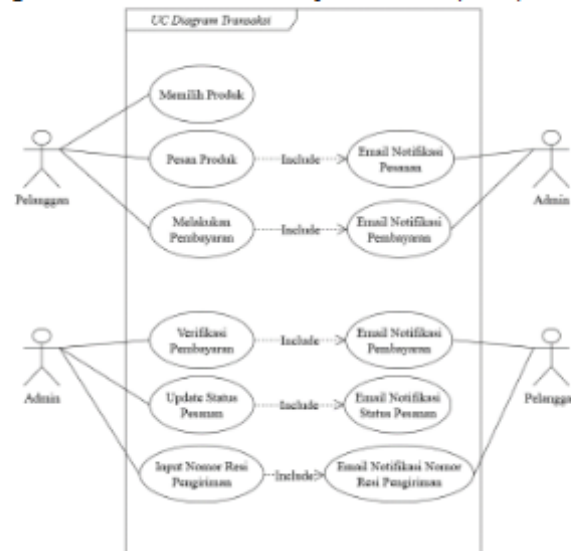 UC Diagram Transaksi
Memilih Produk
Pesan Produk
Include
Email Notifikasi
Pesanan
Pelanggan
Admin
Melakukan
Pembayaran
Include
Email Notifikasi
Pembayaran
Verifikasi
Pembayaran
Include
Email Notifikasi
Pembayaran
Admin
Pelangga
Update Status
Pesanan
Include
Email Notifikasi
Status Pesanan
Input Nomor Resi
Pengiriman
Include
Email Notifikasi Nomor
Resi Pengiriman